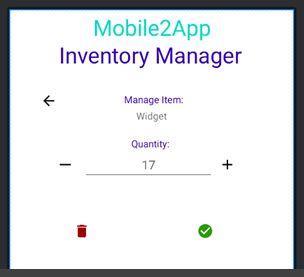 Mobile2App
Inventory Manager
Manage Item:
Widget
Quantity:
17